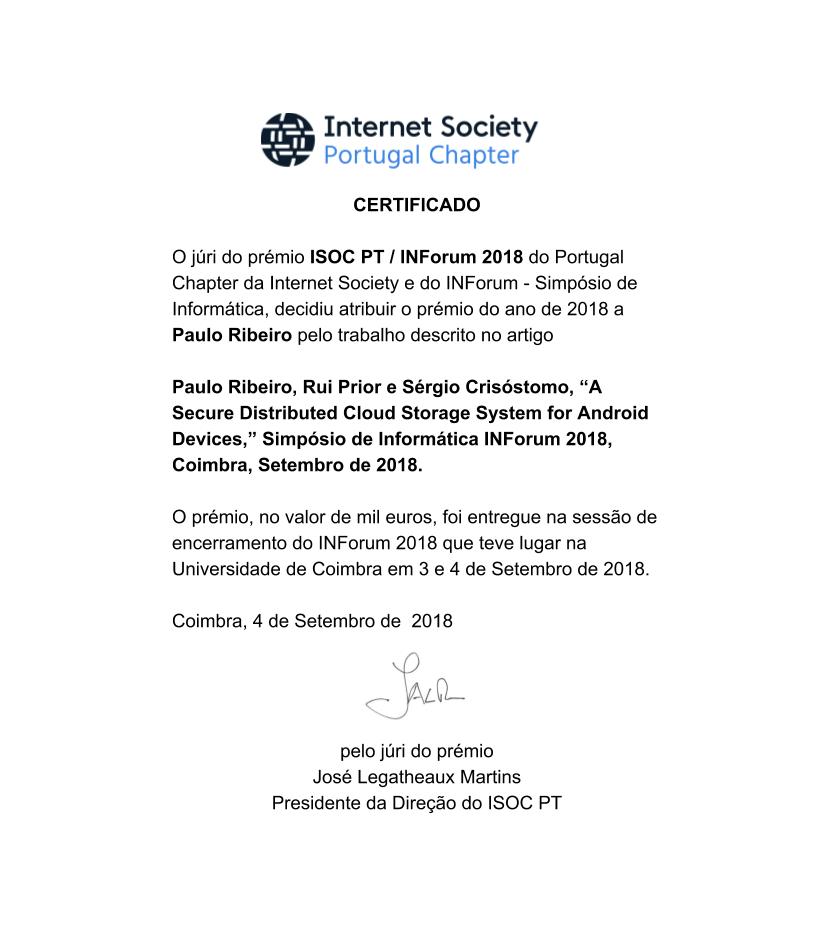 Internet Society
Portugal Chapter
CERTIFICADO
O júri do prémio ISOC PT / INForum 2018 do Portugal
Chapter da Internet Society e do INForum - Simpósio de
Informática, decidiu atribuir o prémio do ano de 2018 a
Paulo Ribeiro pelo trabalho descrito no artigo
Paulo Ribeiro, Rui Prior e Sérgio Crisóstomo, “A
Secure Distributed Cloud Storage System for Android
Devices,” Simpósio de Informática INForum 2018,
Coimbra, Setembro de 2018.
O prémio, no valor de mil euros, foi entregue na sessão de
encerramento do INForum 2018 que teve lugar na
Universidade de Coimbra em 3 e 4 de Setembro de 2018.
Coimbra, 4 de Setembro de  2018
pelo júri do prémio
José Legatheaux Martins
Presidente da Direção do ISOC PT